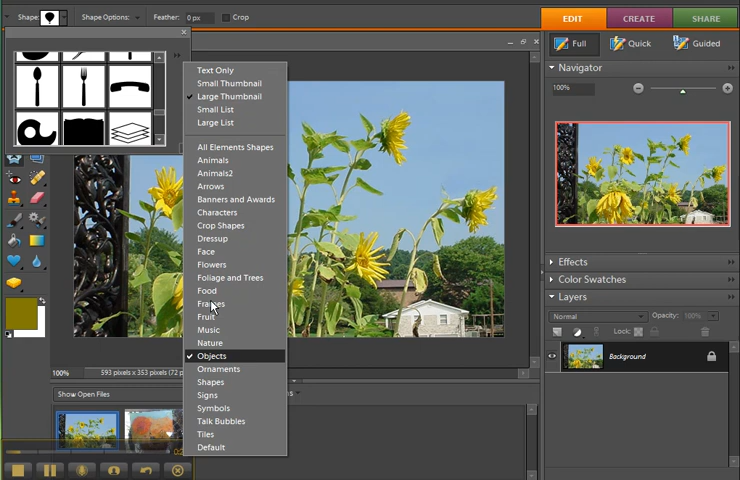 Shape: Shape Options: Feather: 0 px Crop
EDIT CREATE SHARE
Full Quick Guided
Navigator
100%
Text Only
Small Thumbnail
Large Thumbnail
Small List
Large List
All Elements Shapes
Animals
Animals2
Arrows
Banners and Awards
Characters
Crop Shapes
Dressup
Face
Flowers
Foliage and Trees
Food
Frames
Fruit
Music
Nature
Objects
Ornaments
Shapes
Signs
Symbols
Talk Bubbles
Tiles
Default
100% 593 pixels x 353 pixels (72 p
Show Open Files
Effects
Color Swatches
Layers
Normal Opacity: 100%
Lock:
Background